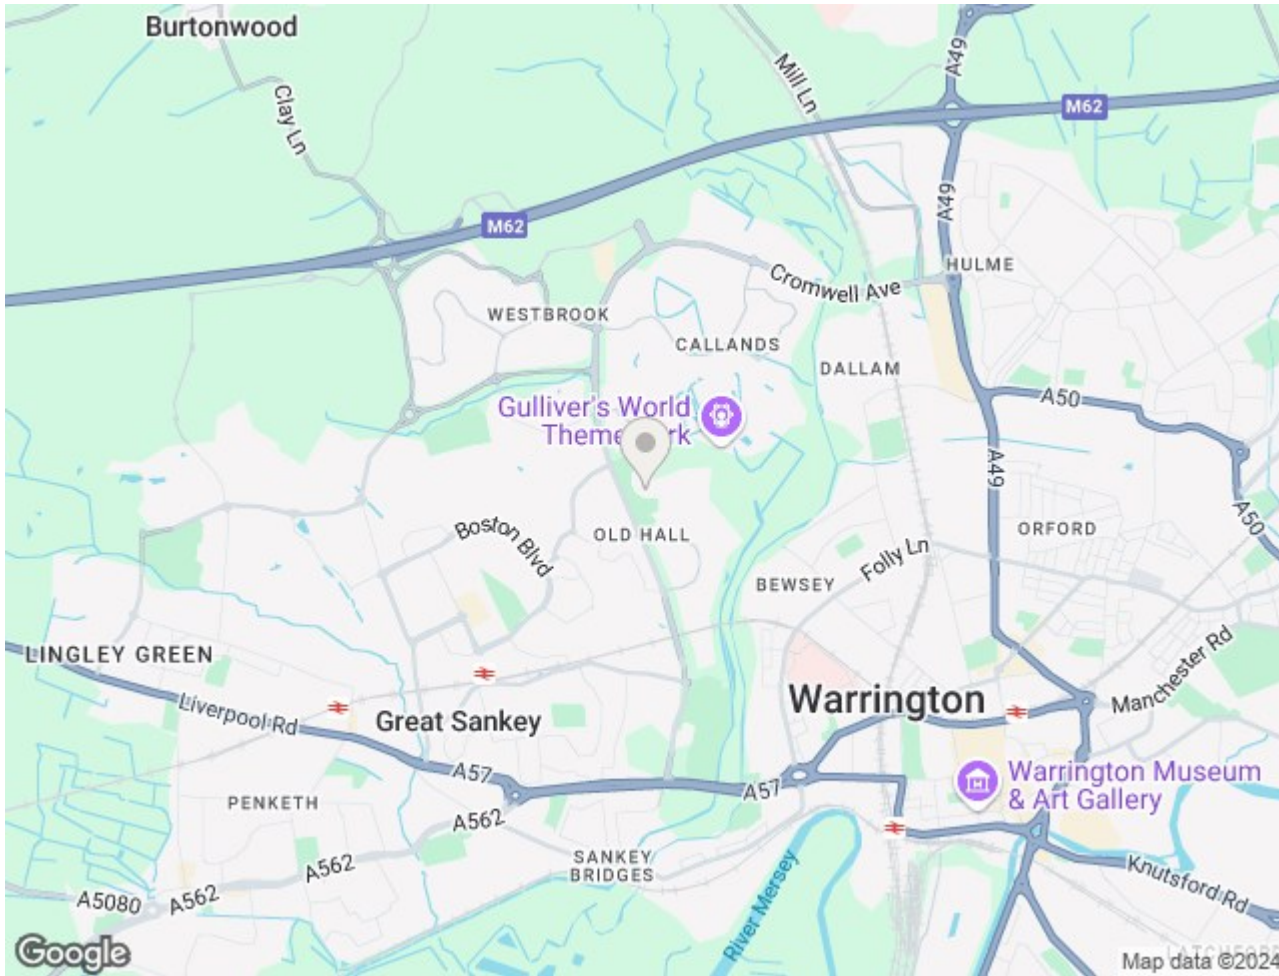 Burtonwood
A49
Mill Ln
M62
Clay Ln
A49
M62
HULME
Cromwell Ave
WESTBROOK
CALLANDS
DALLAM
A50
Gulliver's World
Theme
rk
A49
A50
Boston Blvd
OLD HALL
ORFORD
Folly Ln
BEWSEY
LINGLEY GREEN
Manchester Rd
Liverpool Rd
Great Sankey
Warrington
A57
A57
Warrington Museum
& Art Gallery
PENKETH
A562
SANKEY
BRIDGES
A562
Knutsford Rd
A5080
A562
River Mersey
LATCHFORD
Google
Map data ©2024